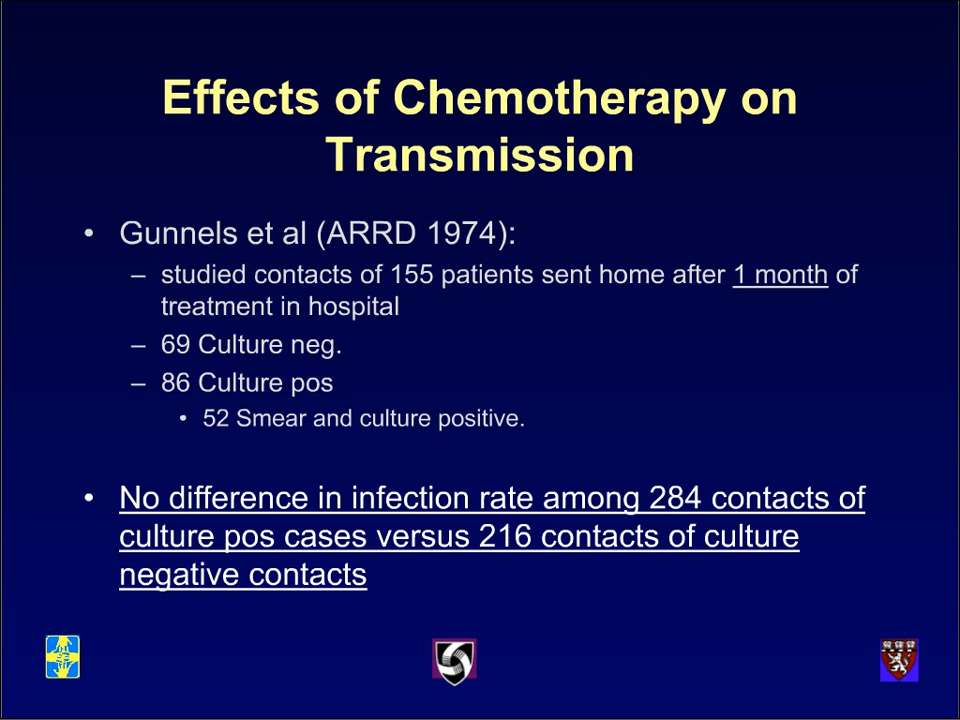 Effects of Chemotherapy on
Transmission
• Gunnels et al (ARRD 1974):
– studied contacts of 155 patients sent home after 1 month of
treatment in hospital
– 69 Culture neg.
– 86 Culture pos
• 52 Smear and culture positive.
• No difference in infection rate among 284 contacts of
culture pos cases versus 216 contacts of culture
negative contacts